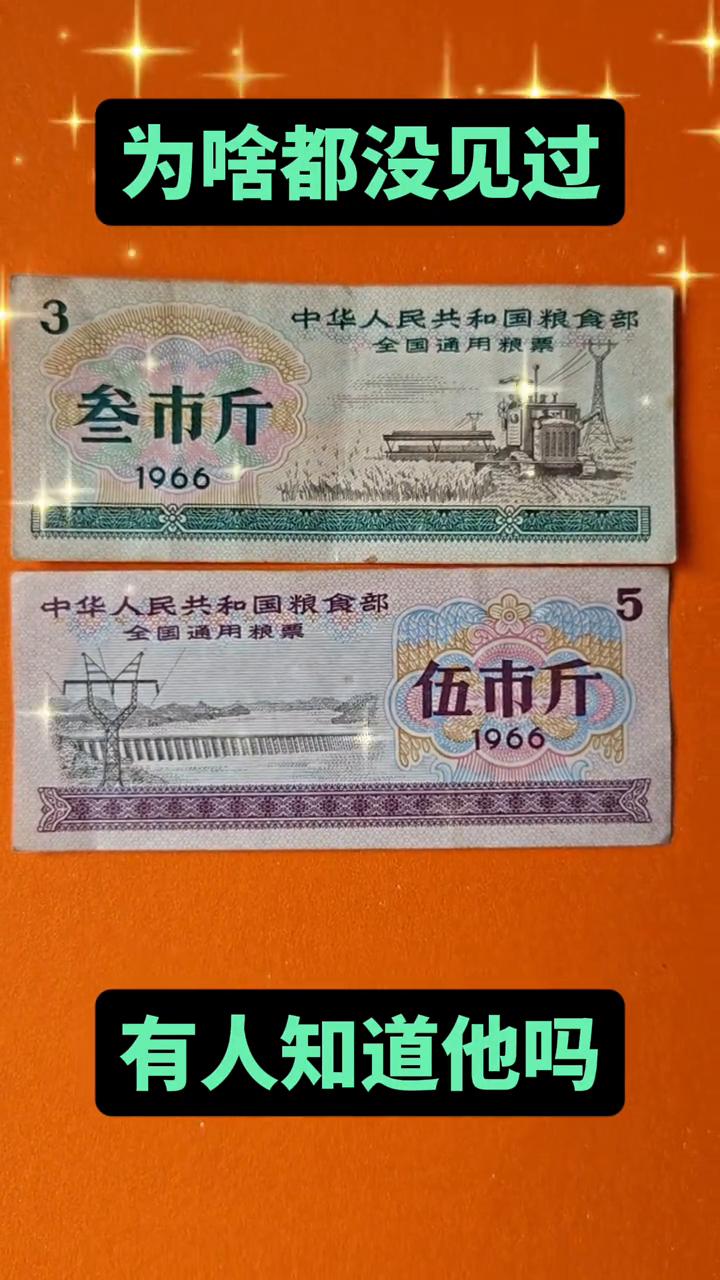 为啥都没见过
3
中华人民共和国粮食部
全国通用粮票
叁市斤
1966
中华人民共和国粮食部
5
全国通用粮票
伍市斤
1966
有人知道他吗